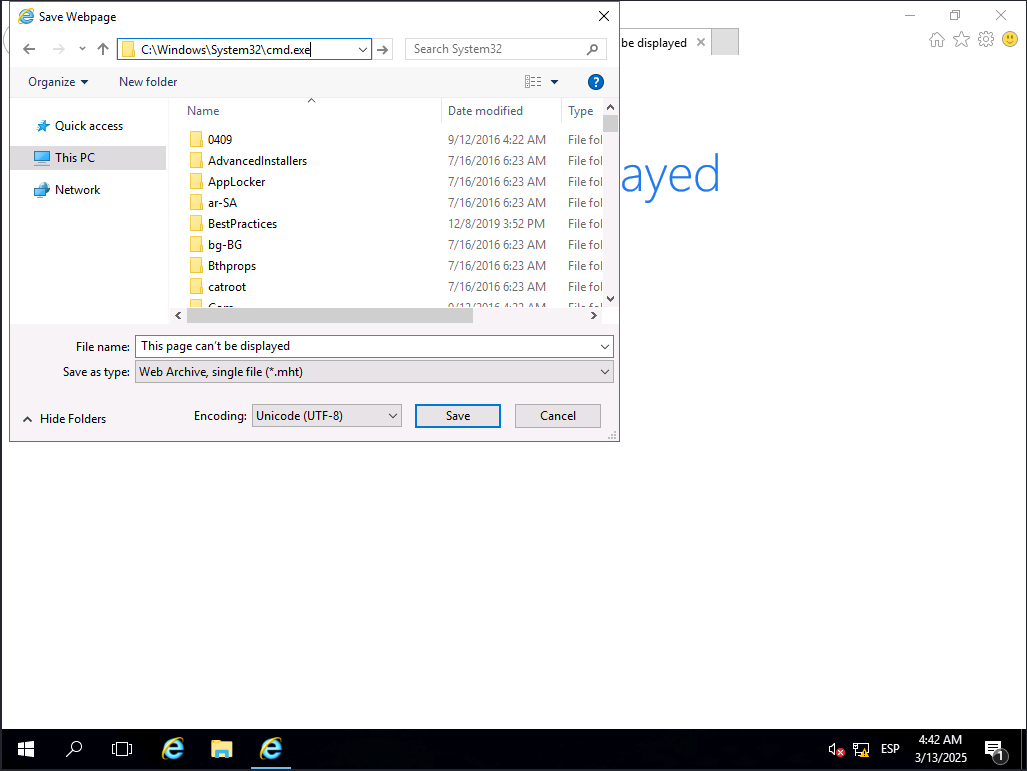 Save Webpage
C:\Windows\System32\cmd.exe
Search System32
be displayed
Organize
New folder
?
Name
Date modified
Type
Quick access
This PC
Network
0409 9/12/2016 4:22 AM File fol
AdvancedInstallers 7/16/2016 6:23 AM File fol
AppLocker 7/16/2016 6:23 AM File fol
ar-SA 7/16/2016 6:23 AM File fol
BestPractices 12/8/2019 3:52 PM File fol
bg-BG 7/16/2016 6:23 AM File fol
Bthprops 7/16/2016 6:23 AM File fol
catroot 7/16/2016 6:23 AM File fol
ayed
File name: This page can't be displayed
Save as type: Web Archive, single file (*.mht)
Hide Folders
Encoding: Unicode (UTF-8)
Save
Cancel
ESP
4:42 AM
3/13/2025
1